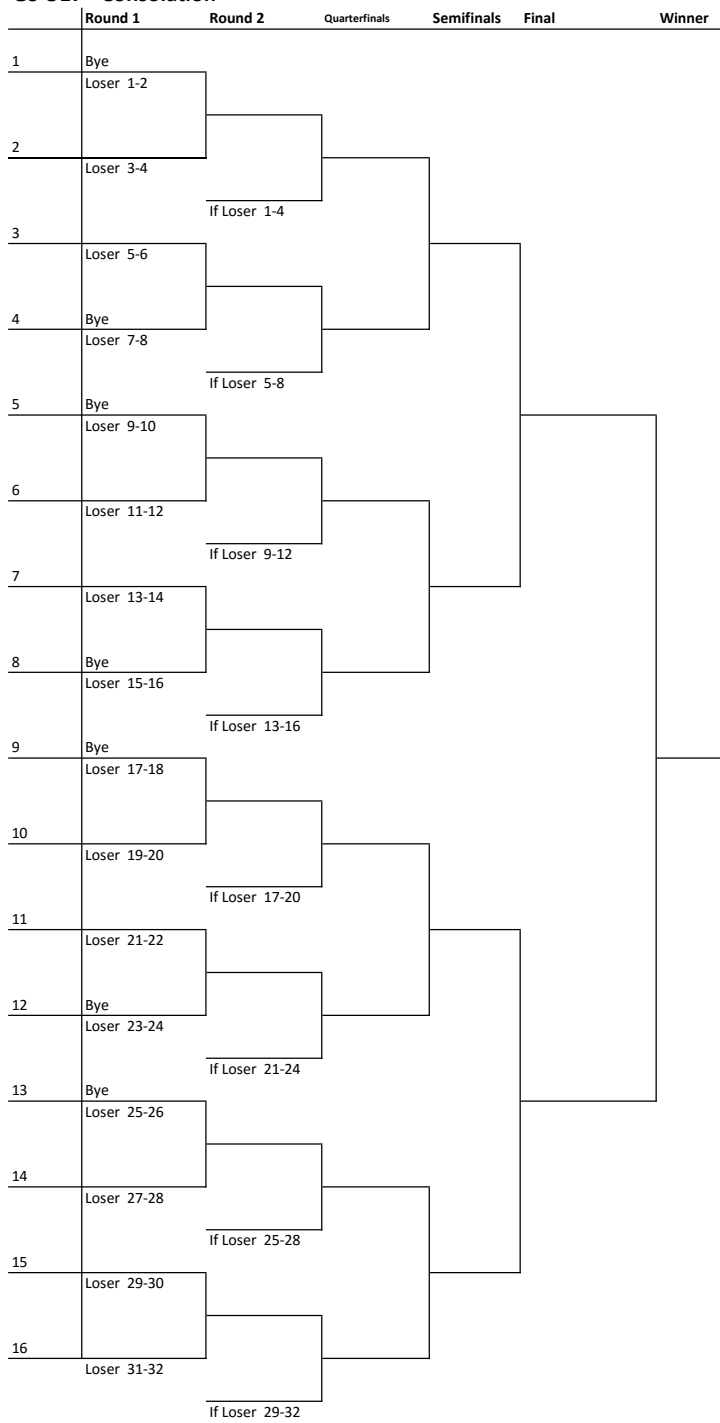 Round 1 Round 2 Quarterfinals Semifinals Final Winner
1 Bye
Loser 1-2
2
Loser 3-4
If Loser 1-4
3
Loser 5-6
4 Bye
Loser 7-8
If Loser 5-8
5 Bye
Loser 9-10
6
Loser 11-12
If Loser 9-12
7
Loser 13-14
8 Bye
Loser 15-16
If Loser 13-16
9 Bye
Loser 17-18
10
Loser 19-20
If Loser 17-20
11
Loser 21-22
12 Bye
Loser 23-24
If Loser 21-24
13 Bye
Loser 25-26
14
Loser 27-28
If Loser 25-28
15
Loser 29-30
16
Loser 31-32
If Loser 29-32